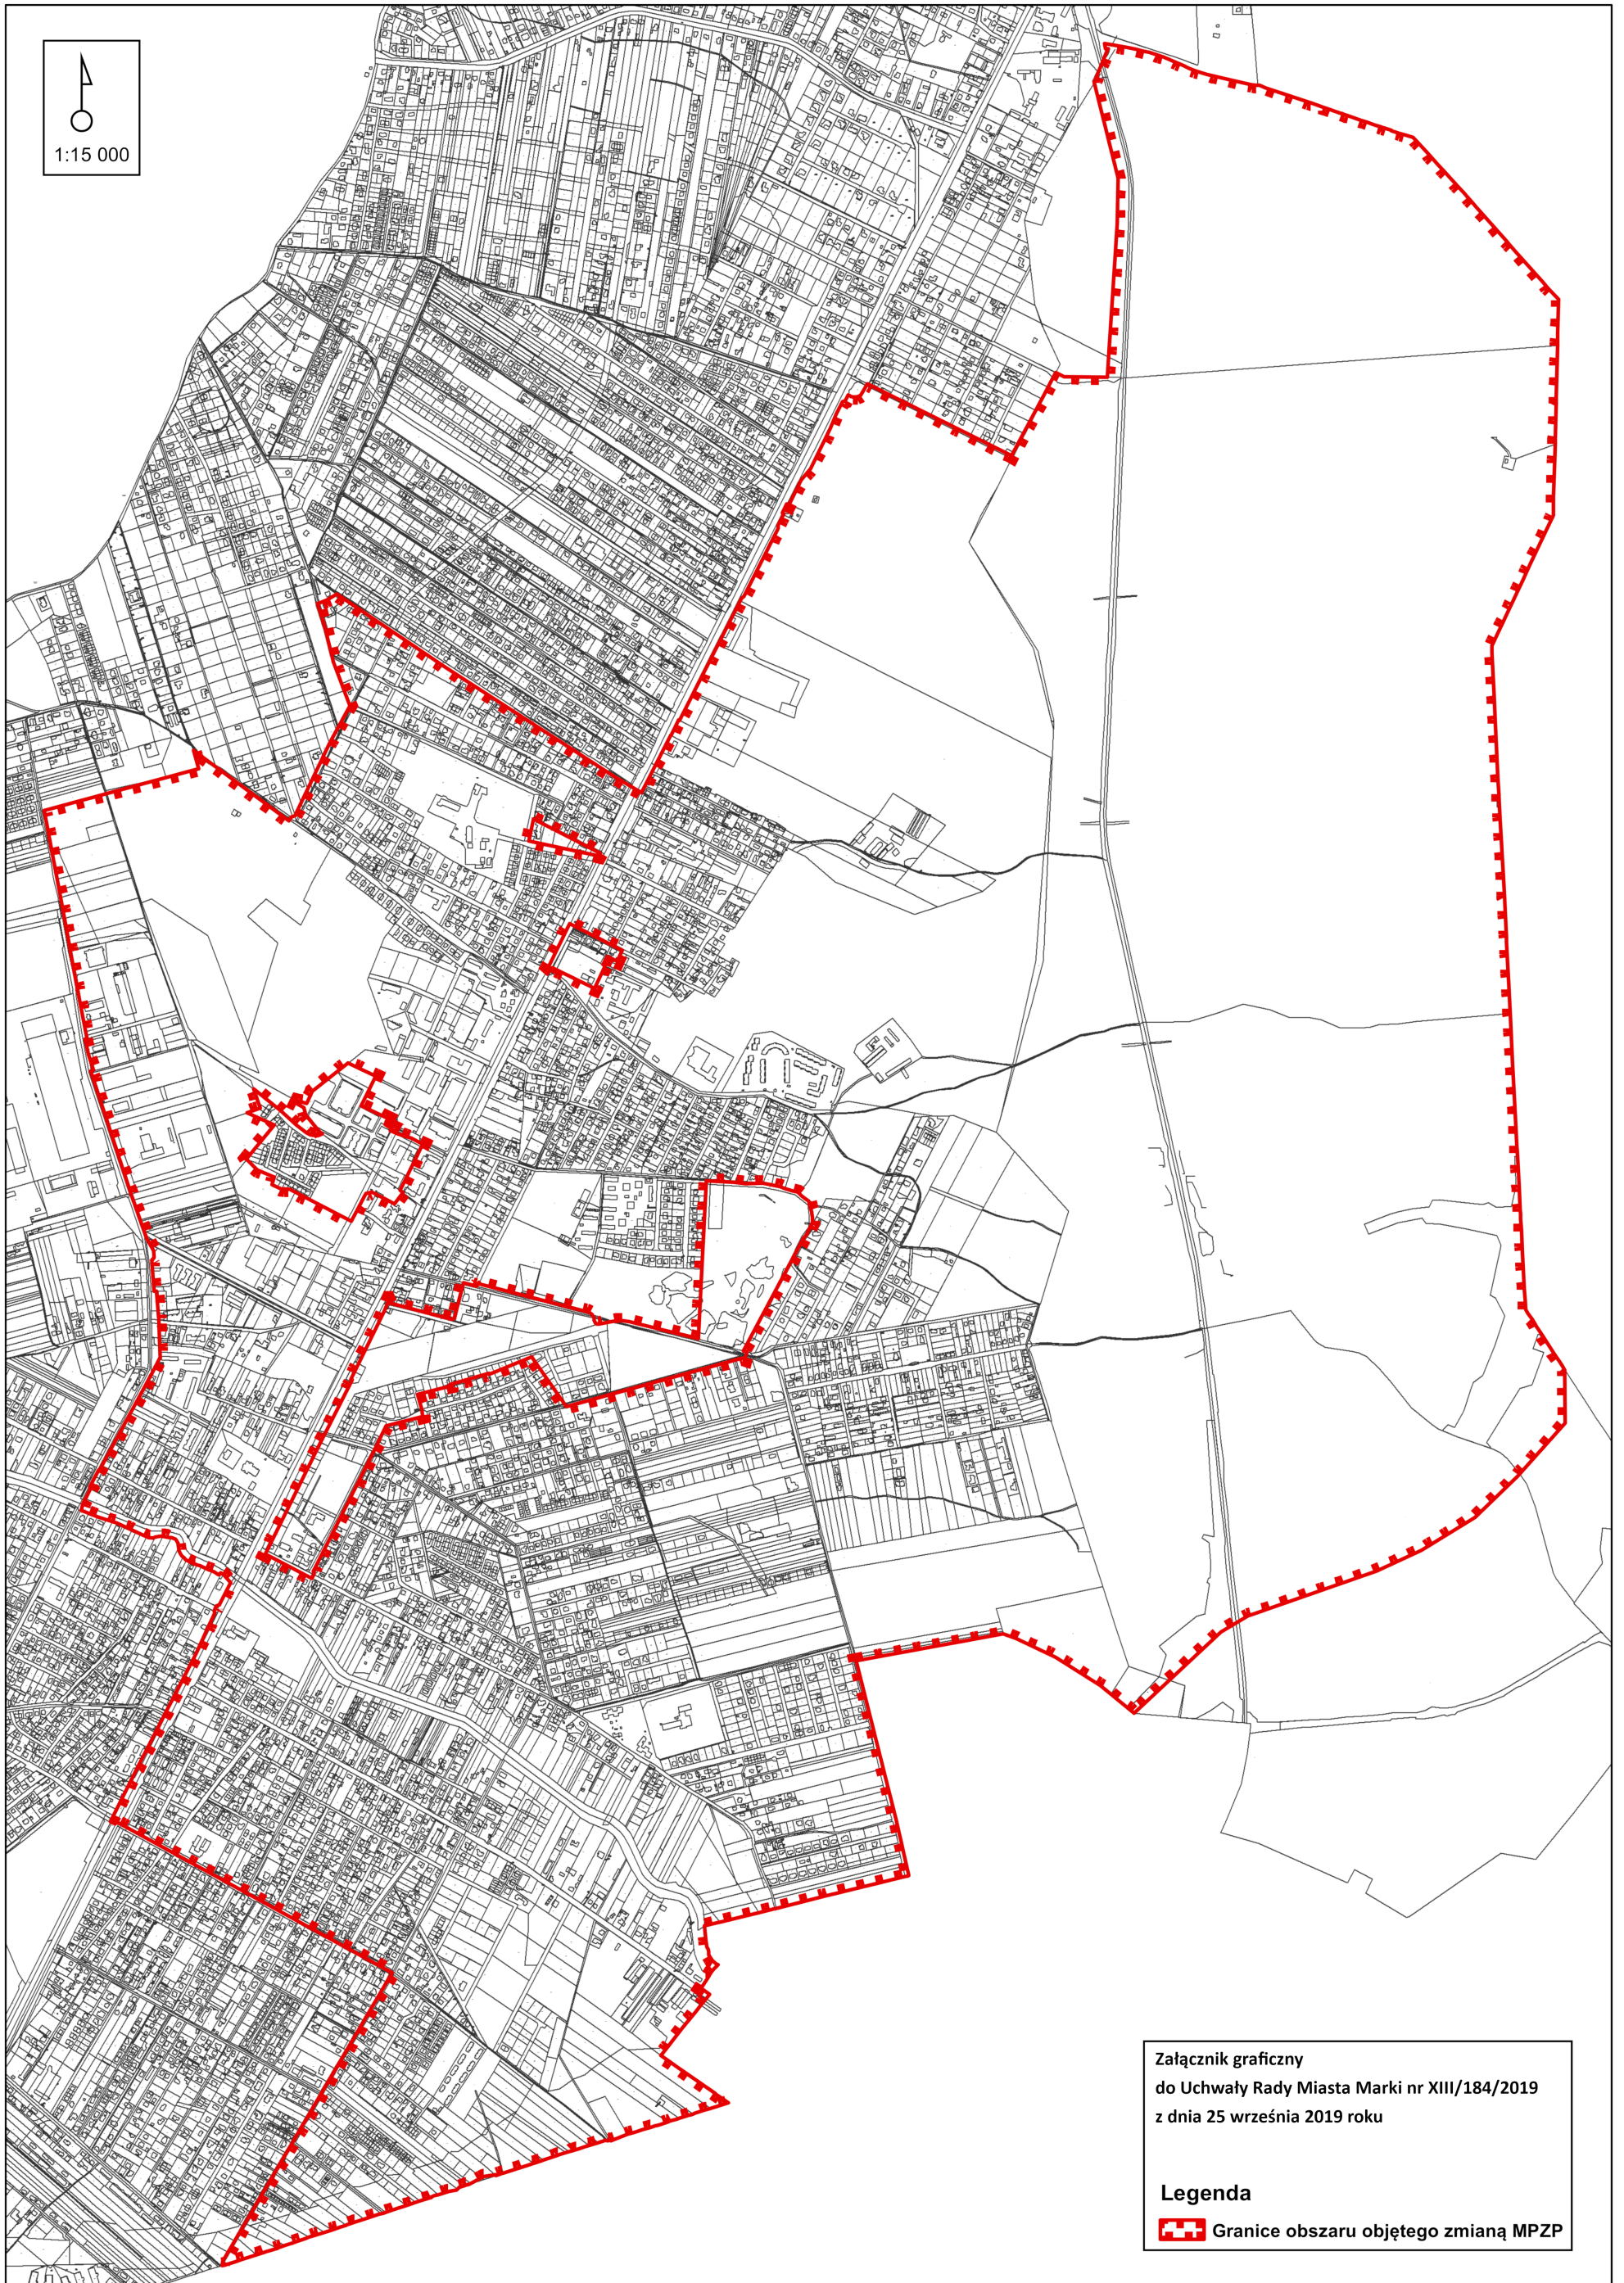 1:15 000
Załącznik graficzny
do Uchwały Rady Miasta Marki nr XIII/184/2019
z dnia 25 września 2019 roku
Legenda
Granice obszaru objętego zmianą MPZP